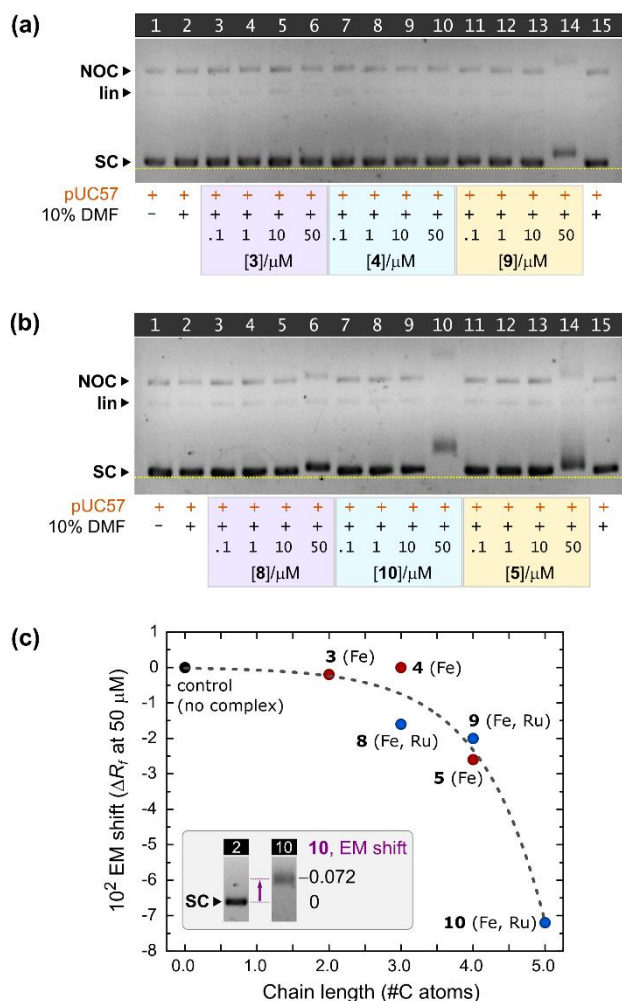 (a)
1 2 3 4 5 6 7 8 9 10 11 12 13 14 15
NOC
lin
SC
pUC57 + + + + + + + + + + + + + + +
10% DMF − + + + + + + + + + + + + + +
.1 1 10 50 .1 1 10 50 .1 1 10 50
[3]/μM [4]/μM [9]/μM
(b)
1 2 3 4 5 6 7 8 9 10 11 12 13 14 15
NOC
lin
SC
pUC57 + + + + + + + + + + + + + + +
10% DMF − + + + + + + + + + + + + + +
.1 1 10 50 .1 1 10 50 .1 1 10 50
[8]/μM [10]/μM [5]/μM
(c)
10² EM shift (ΔRf at 50 μM)
1
0
-1
-2
-3
-4
-5
-6
-7
-8
control
(no complex)
3 (Fe)
4 (Fe)
8 (Fe, Ru)
9 (Fe, Ru)
5 (Fe)
10 (Fe, Ru)
2 10 10, EM shift
−0.072
SC 0
0.0 1.0 2.0 3.0 4.0 5.0
Chain length (#C atoms)